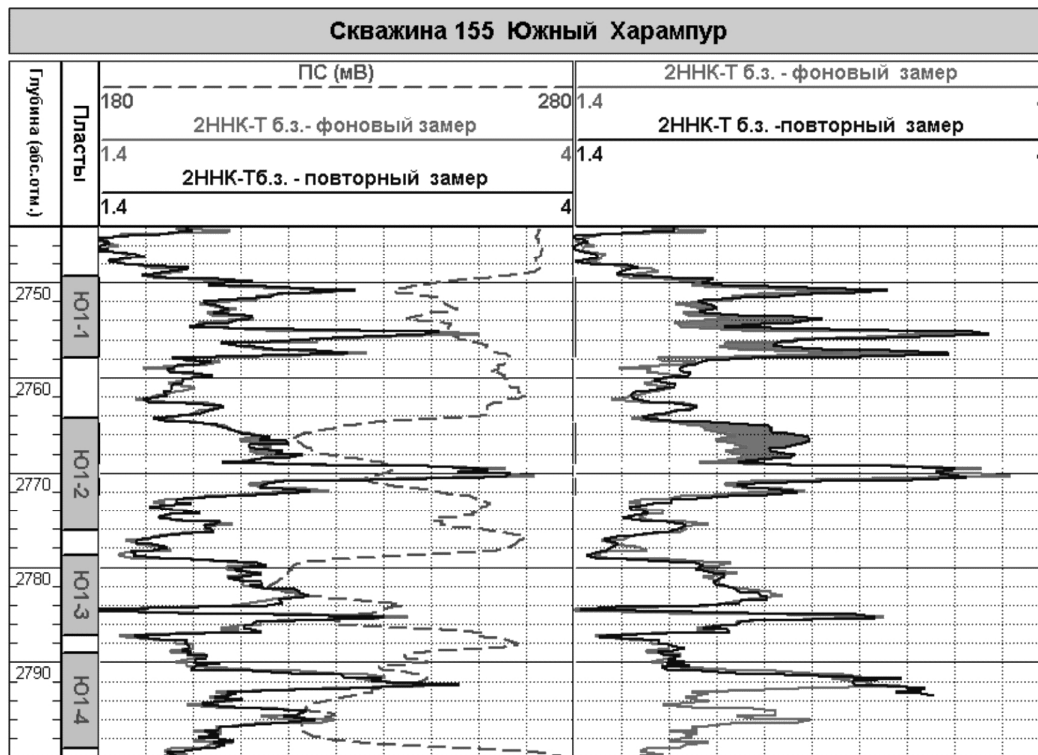 Скважина 155 Южный Харампур
Глубина (абс.отм.)
Пласты
ПС (мВ)
180 280
2ННК-Т б.з.- фоновый замер
1.4 4
2ННК-Тб.з. - повторный замер
1.4 4
2ННК-Т б.з. - фоновый замер
1.4
2ННК-Т б.з. -повторный замер
1.4
2750
Ю1-1
2760
Ю1-2
2770
2780
Ю1-3
2790
Ю1-4